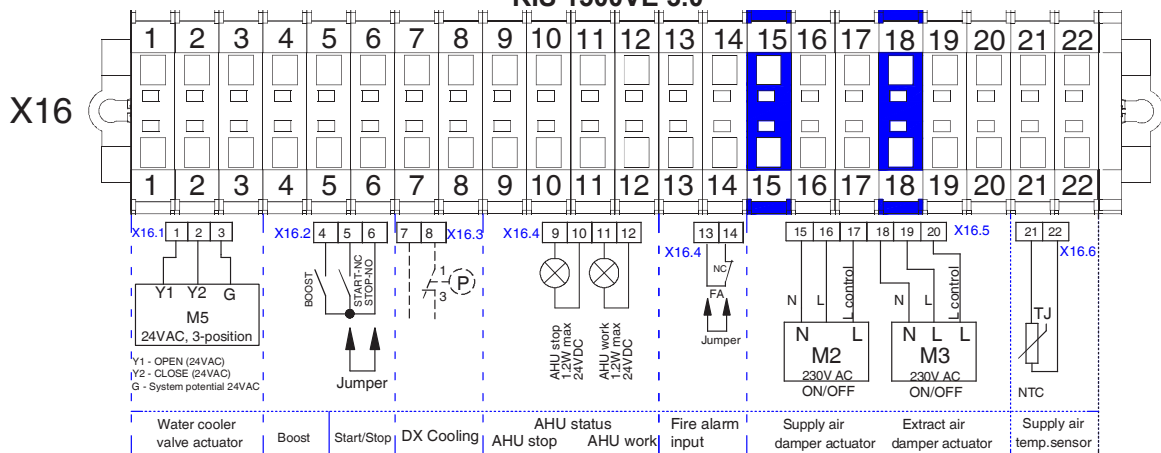 1 2 3 4 5 6 7 8 9 10 11 12 13 14 15 16 17 18 19 20 21 22
X16
1 2 3 4 5 6 7 8 9 10 11 12 13 14 15 16 17 18 19 20 21 22
X16.1 1 2 3
X16.2 4 5 6
7 8 X16.3
X16.4 9 10 11 12
13 14
X16.4
15 16 17 18 19 20 X16.5
21 22
X16.6
Y1 Y2 G
M5
24VAC, 3-position
Y1 - OPEN (24VAC)
Y2 - CLOSE (24VAC)
G - System potential 24VAC
BOOST
START-NC
STOP-NO
Jumper
1
3
P
AHU stop
1.2W max
24VDC
AHU work
1.2W max
24VDC
NC
FA
Jumper
N L L control
N L
M2
230V AC
ON/OFF
N L L control
N L L
M3
230V AC
ON/OFF
TJ
NTC
Water cooler
valve actuator
Boost
Start/Stop
DX Cooling
AHU status
AHU stop AHU work
Fire alarm
input
Supply air
damper actuator
Extract air
damper actuator
Supply air
temp.sensor